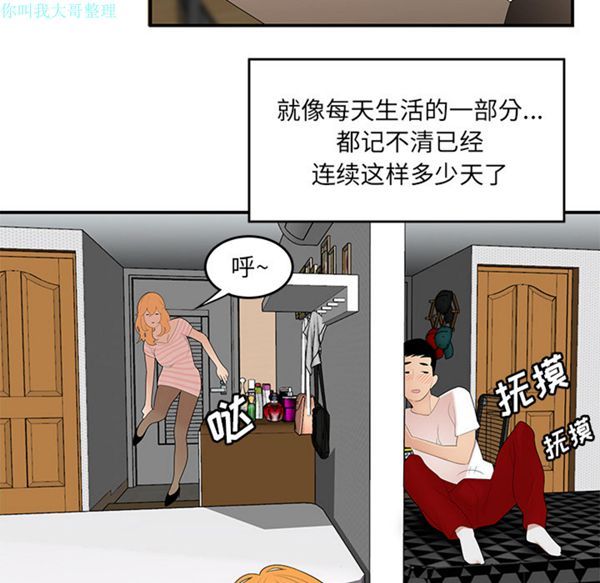 你叫我大哥整理
就像每天生活的一部分...
都记不清已经
连续这样多少天了
呼~
哒
抚摸
抚摸